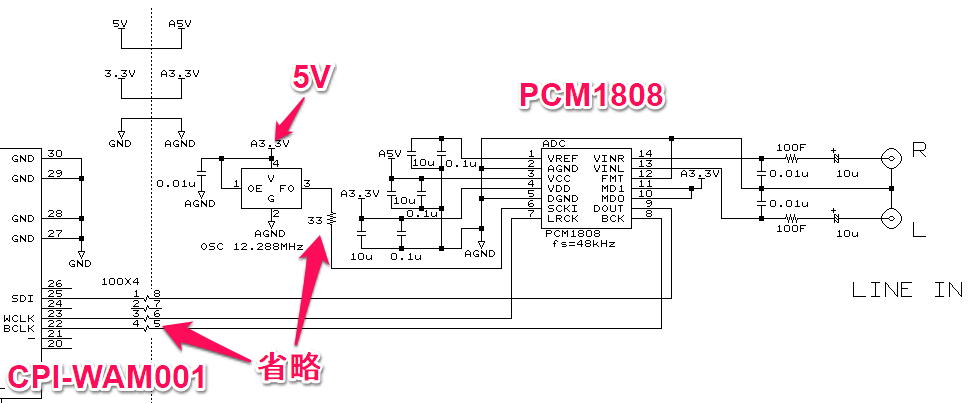 5V A5V
3.3V A3.3V
GND AGND
5V
PCM1808
A3.3V
4
V
OE FO
G
1
3
2
0.01u
AGND
AGND
OSC 12.288MHz
33
A5V
10u 0.1u
A3.3V
10u
0.1u
10u 0.1u
AGND
ADC
1 VREF VINR 14
2 AGND VINL 13
3 VCC FMT 12
4 VDD MD1 11
5 DGND MD0 10
6 SCKI DOUT 9
7 LRCK BCK 8
PCM1808
fs=48kHz
A3.3V
100F
0.01u
10u
R
0.01u
100F
10u
L
LINE IN
GND 30
GND 29
GND 28
GND 27
GND
26
SDI 25
24
WCLK 23
BCLK 22
21
20
100X4
1 8
2 7
3 6
4 5
省略
CPI-WAM001